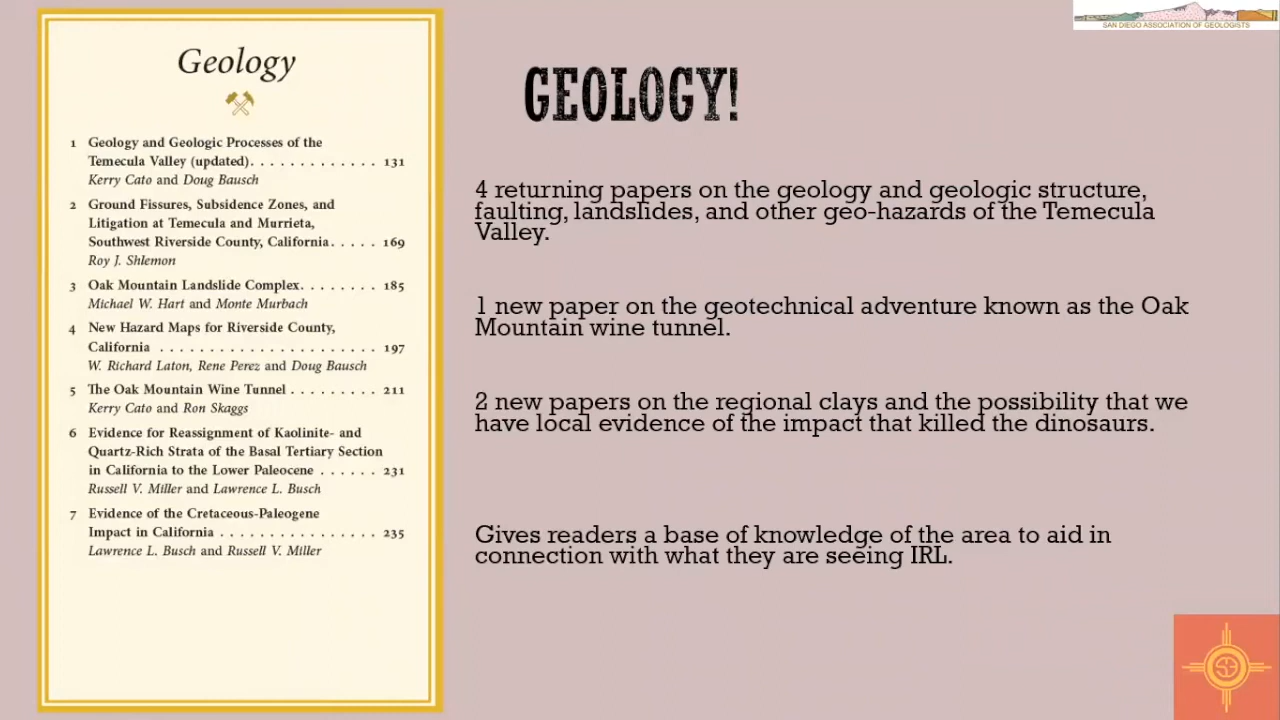 SAN DIEGO ASSOCIATION OF GEOLOGISTS
Geology
1 Geology and Geologic Processes of the
Temecula Valley (updated). . . . . . . . . . . . . 131
Kerry Cato and Doug Bausch
2 Ground Fissures, Subsidence Zones, and
Litigation at Temecula and Murrieta,
Southwest Riverside County, California. . . . . 169
Roy J. Shlemon
3 Oak Mountain Landslide Complex. . . . . . . . 185
Michael W. Hart and Monte Murbach
4 New Hazard Maps for Riverside County,
California . . . . . . . . . . . . . . . . . . . . . . 197
W. Richard Laton, Rene Perez and Doug Bausch
5 The Oak Mountain Wine Tunnel . . . . . . . . . 211
Kerry Cato and Ron Skaggs
6 Evidence for Reassignment of Kaolinite- and
Quartz-Rich Strata of the Basal Tertiary Section
in California to the Lower Paleocene . . . . . . 231
Russell V. Miller and Lawrence L. Busch
7 Evidence of the Cretaceous-Paleogene
Impact in California . . . . . . . . . . . . . . . . 235
Lawrence L. Busch and Russell V. Miller
GEOLOGY!
4 returning papers on the geology and geologic structure,
faulting, landslides, and other geo-hazards of the Temecula
Valley.
1 new paper on the geotechnical adventure known as the Oak
Mountain wine tunnel.
2 new papers on the regional clays and the possibility that we
have local evidence of the impact that killed the dinosaurs.
Gives readers a base of knowledge of the area to aid in
connection with what they are seeing IRL.